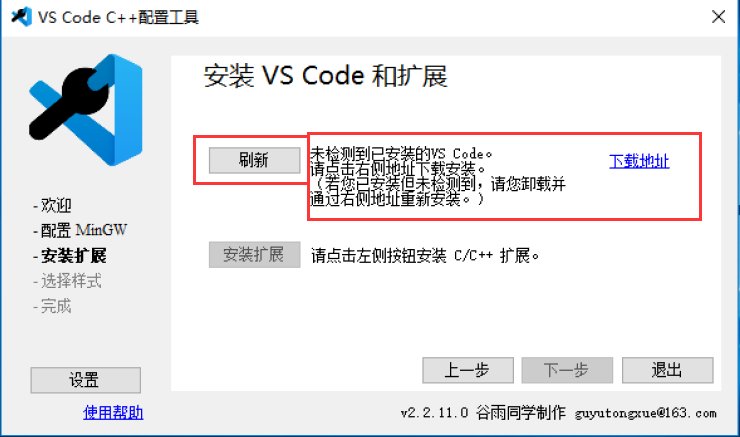 VS Code C++配置工具
安装 VS Code 和扩展
刷新
未检测到已安装的VS Code。
请点击右侧地址下载安装。
（若您已安装但未检测到，请您卸载并
通过右侧地址重新安装。）
下载地址
- 欢迎
- 配置 MinGW
- 安装扩展
- 选择样式
- 完成
安装扩展
请点击左侧按钮安装 C/C++ 扩展。
上一步
下一步
退出
设置
使用帮助
v2.2.11.0 谷雨同学制作 guyutongxue@163.com